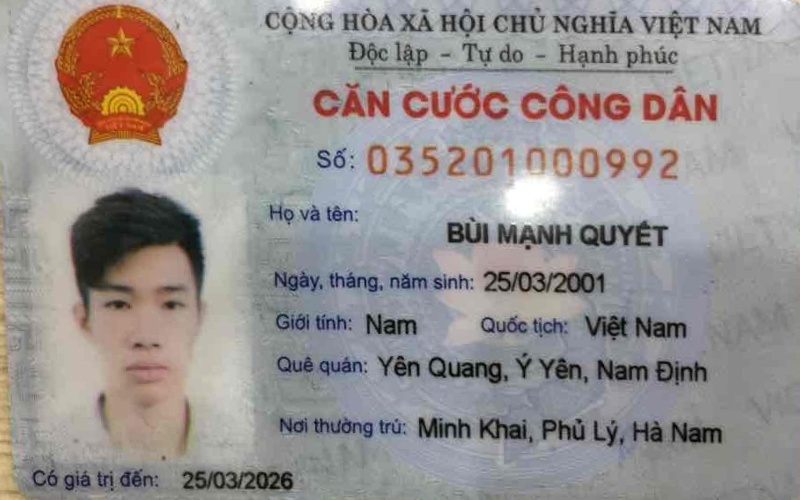 CỘNG HÒA XÃ HỘI CHỦ NGHĨA VIỆT NAM
Độc lập - Tự do - Hạnh phúc
CĂN CƯỚC CÔNG DÂN
Số: 035201000992
Họ và tên: BÙI MẠNH QUYẾT
Ngày, tháng, năm sinh: 25/03/2001
Giới tính: Nam Quốc tịch: Việt Nam
Quê quán: Yên Quang, Ý Yên, Nam Định
Nơi thường trú: Minh Khai, Phủ Lý, Hà Nam
Có giá trị đến: 25/03/2026